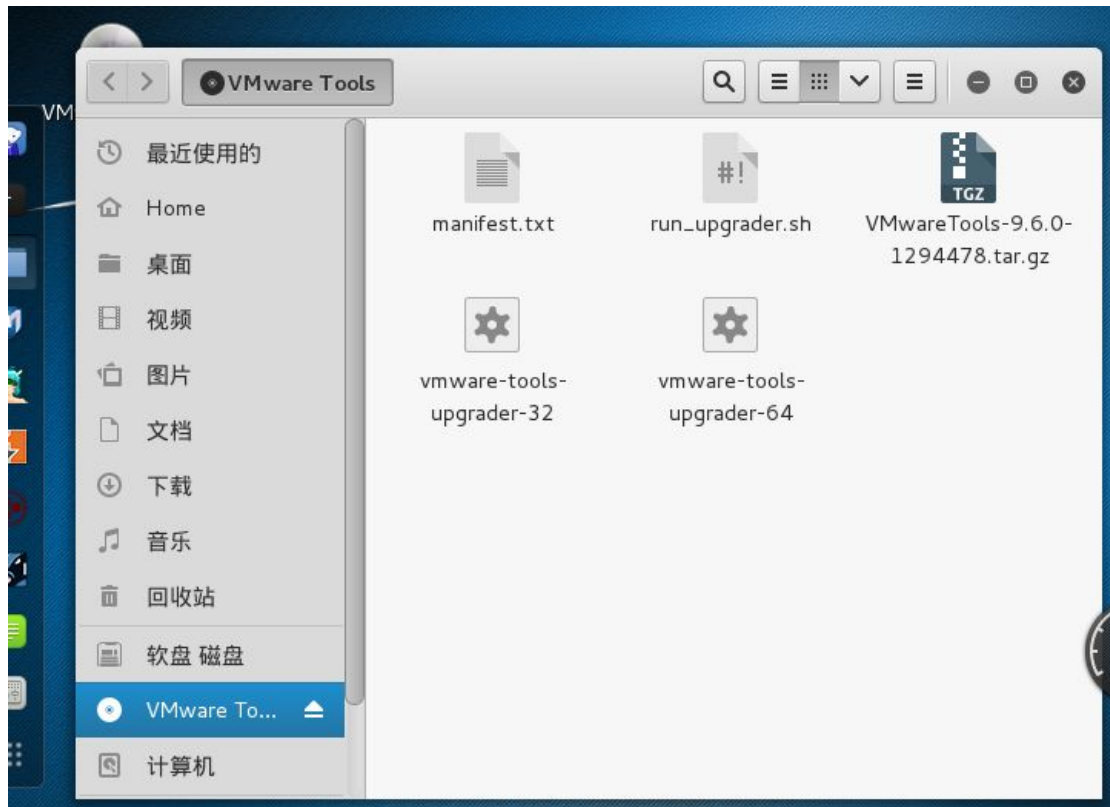 VMware Tools
VM
最近使用的
Home
桌面
视频
图片
文档
下载
音乐
回收站
软盘 磁盘
VMware To...
计算机
manifest.txt
run_upgrader.sh
#!
TGZ
VMwareTools-9.6.0-
1294478.tar.gz
vmware-tools-
upgrader-32
vmware-tools-
upgrader-64